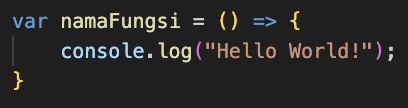 var namaFungsi = () => {
    console.log("Hello World!");
}